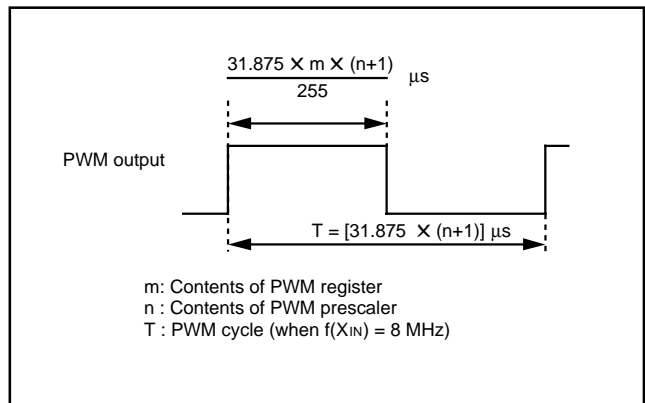 31.875 × m × (n+1)
255
μs
PWM output
T = [31.875 × (n+1)] μs
m: Contents of PWM register
n : Contents of PWM prescaler
T : PWM cycle (when f(XIN) = 8 MHz)